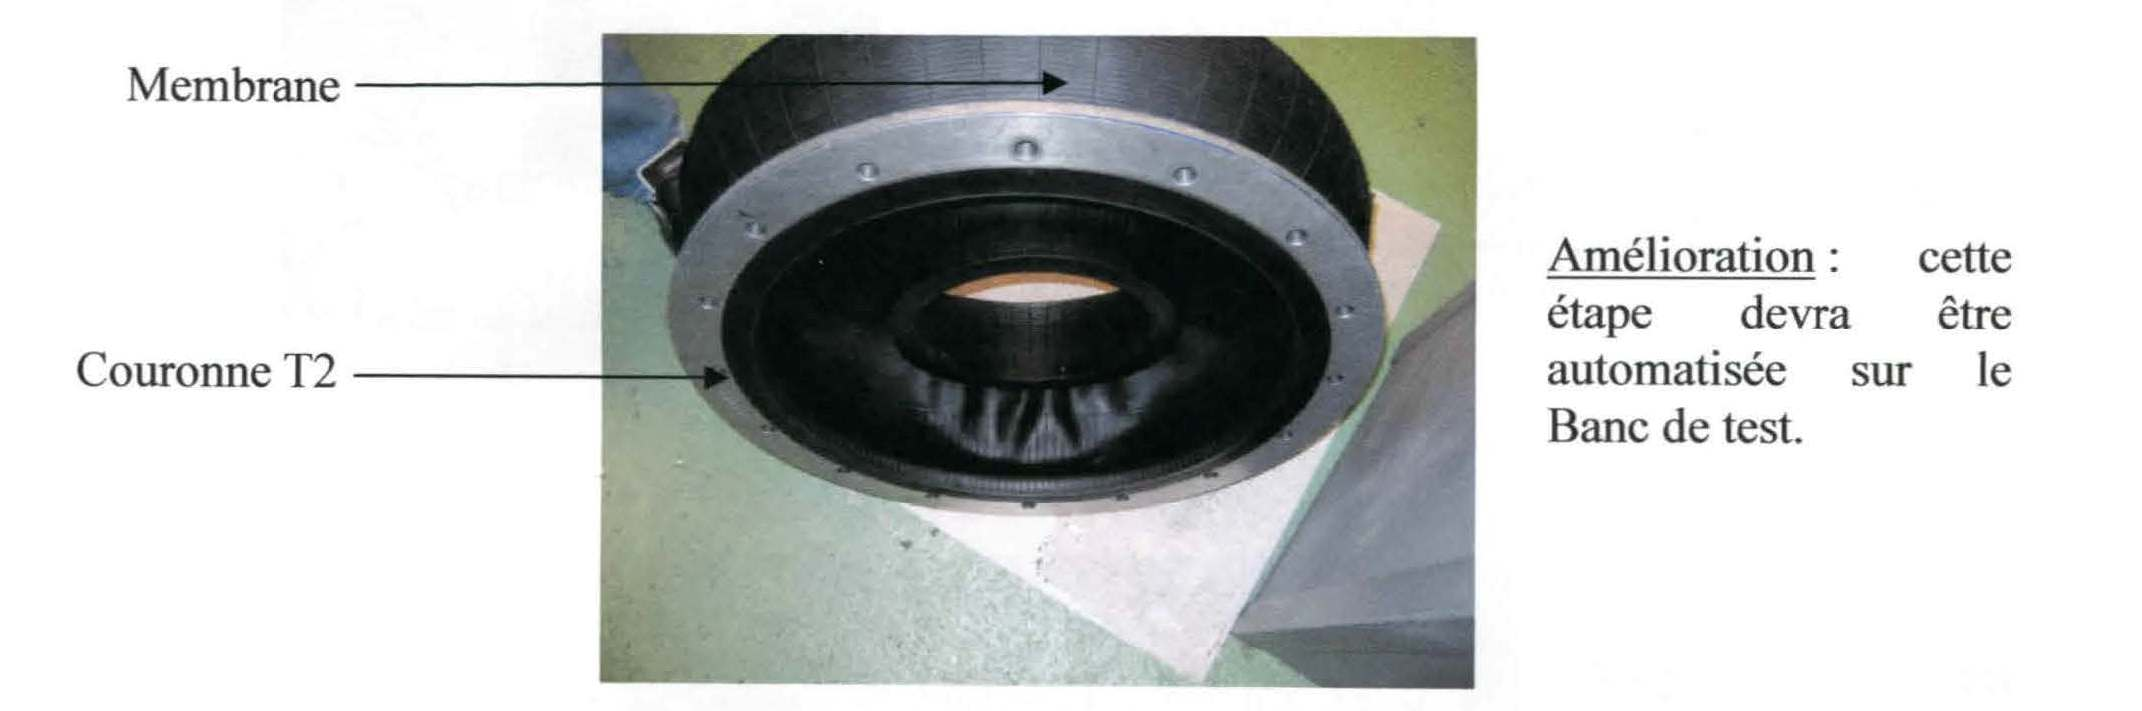 Membrane
Couronne T2
Amélioration : cette
étape devra être
automatisée sur le
Banc de test.